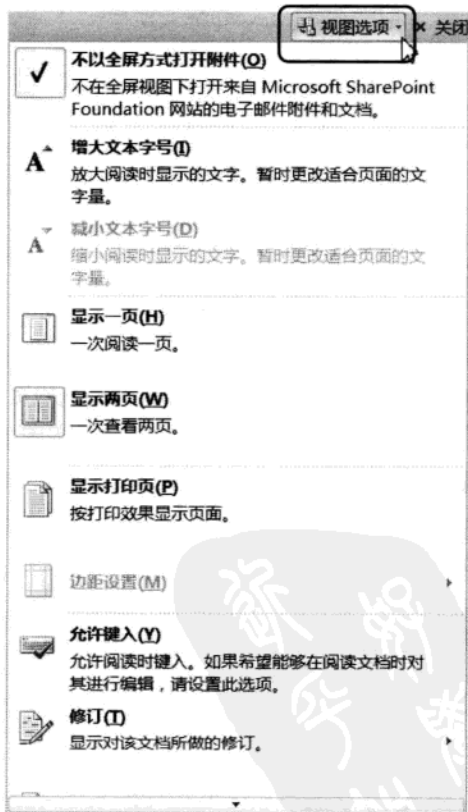 视图选项
关闭
不以全屏方式打开附件(O)
不在全屏视图下打开来自 Microsoft SharePoint
Foundation 网站的电子邮件附件和文档。
增大文本字号(I)
放大阅读时显示的文字。暂时更改适合页面的文
字量。
减小文本字号(D)
缩小阅读时显示的文字。暂时更改适合页面的文
字量。
显示一页(H)
一次阅读一页。
显示两页(W)
一次查看两页。
显示打印页(P)
按打印效果显示页面。
边距设置(M)
允许键入(Y)
允许阅读时键入。如果希望能够在阅读文档时对
其进行编辑，请设置此选项。
修订(T)
显示对该文档所做的修订。